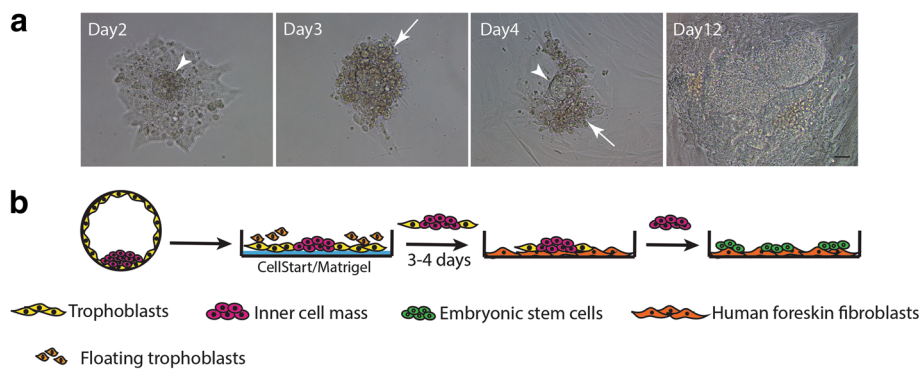 a
Day2
Day3
Day4
Day12
b
CellStart/Matrigel
3-4 days
Trophoblasts
Inner cell mass
Embryonic stem cells
Human foreskin fibroblasts
Floating trophoblasts